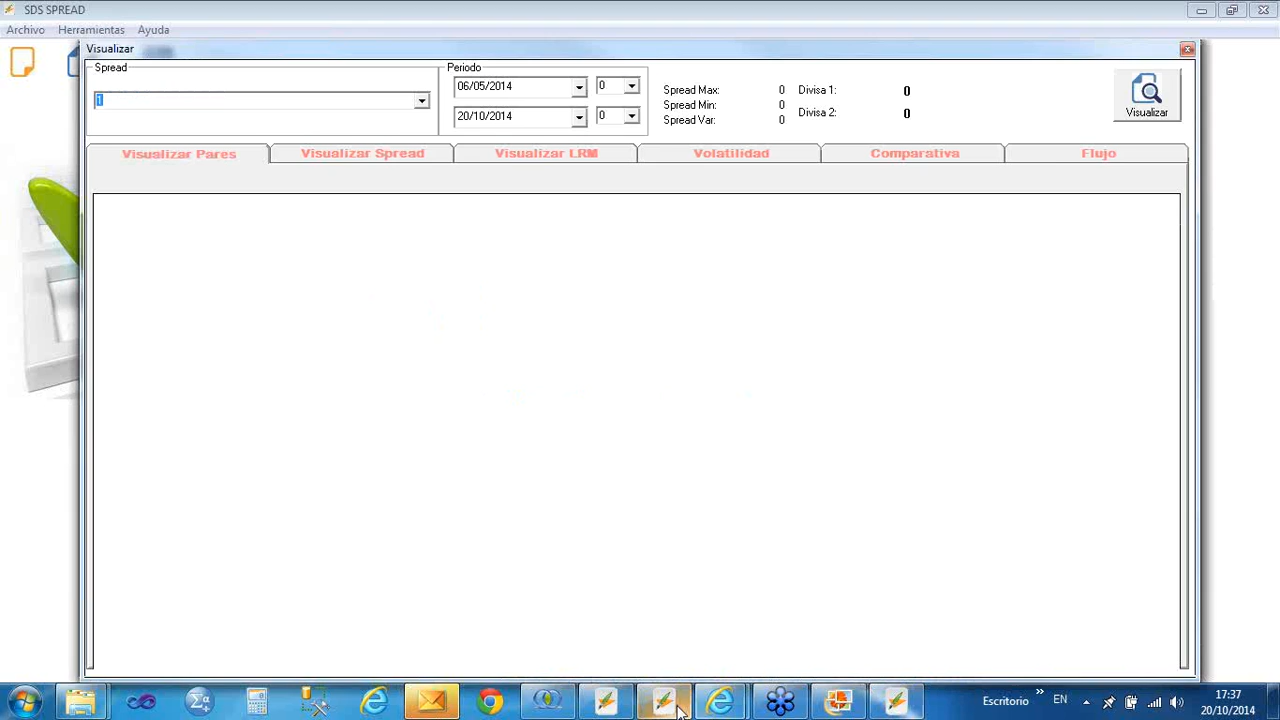 SDS SPREAD
Archivo Herramientas Ayuda
Visualizar
Spread
1
Periodo
06/05/2014 0
20/10/2014 0
Spread Max: 0
Spread Min: 0
Spread Var: 0
Divisa 1: 0
Divisa 2: 0
Visualizar
Visualizar Pares Visualizar Spread Visualizar LRM Volatilidad Comparativa Flujo
Escritorio » EN
17:37
20/10/2014